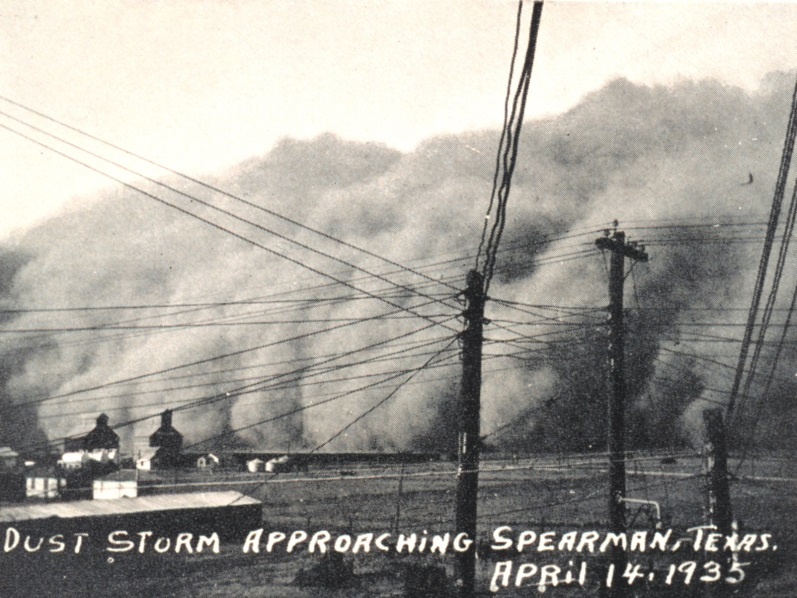 DUST STORM APPROACHING SPEARMAN, TEXAS.
APRIL 14. 1935